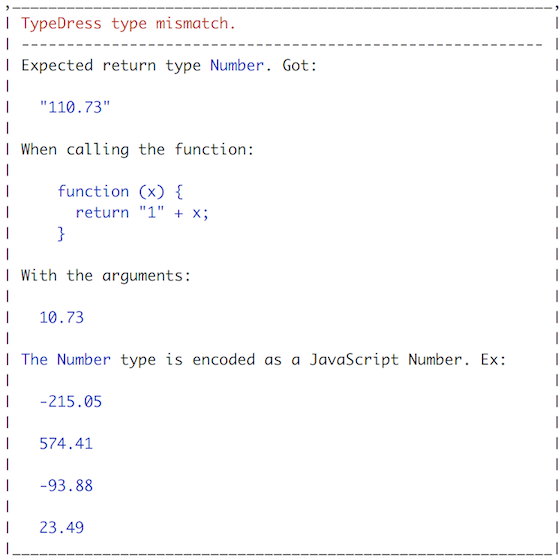 TypeDress type mismatch.
Expected return type Number. Got:
"110.73"
When calling the function:
function (x) {
return "1" + x;
}
With the arguments:
10.73
The Number type is encoded as a JavaScript Number. Ex:
-215.05
574.41
-93.88
23.49